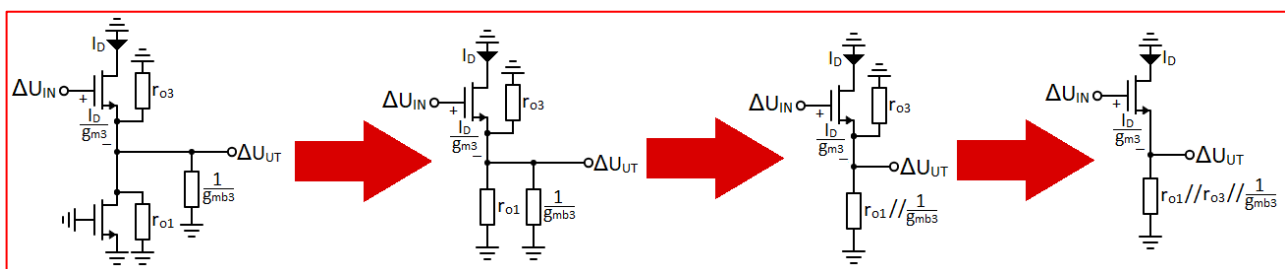 I_D
ΔU_IN
+
r_o3
I_D/g_m3
−
ΔU_UT
1/g_mb3
r_o1
I_D
ΔU_IN
+
r_o3
I_D/g_m3
−
ΔU_UT
r_o1
1/g_mb3
I_D
ΔU_IN
+
r_o3
I_D/g_m3
−
ΔU_UT
r_o1//1/g_mb3
I_D
ΔU_IN
+
I_D/g_m3
−
ΔU_UT
r_o1//r_o3//1/g_mb3